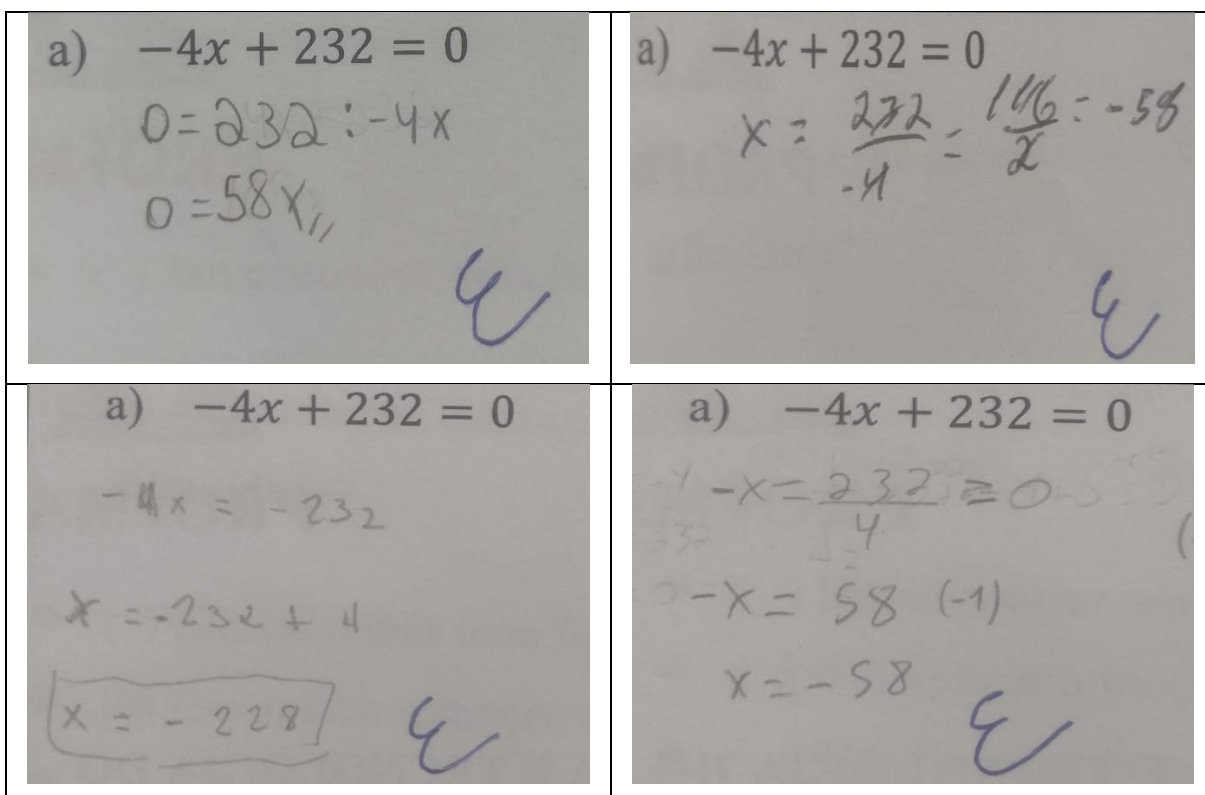 a) −4x + 232 = 0
0 = 232 : -4x
0 = 58x,,
a) −4x + 232 = 0
x = 232/-4 = 116/2 = -58
a) −4x + 232 = 0
-4x = -232
x = -232 + 4
x = - 228
a) −4x + 232 = 0
-x = 232/4 = 0
-x = 58 (-1)
x = - 58